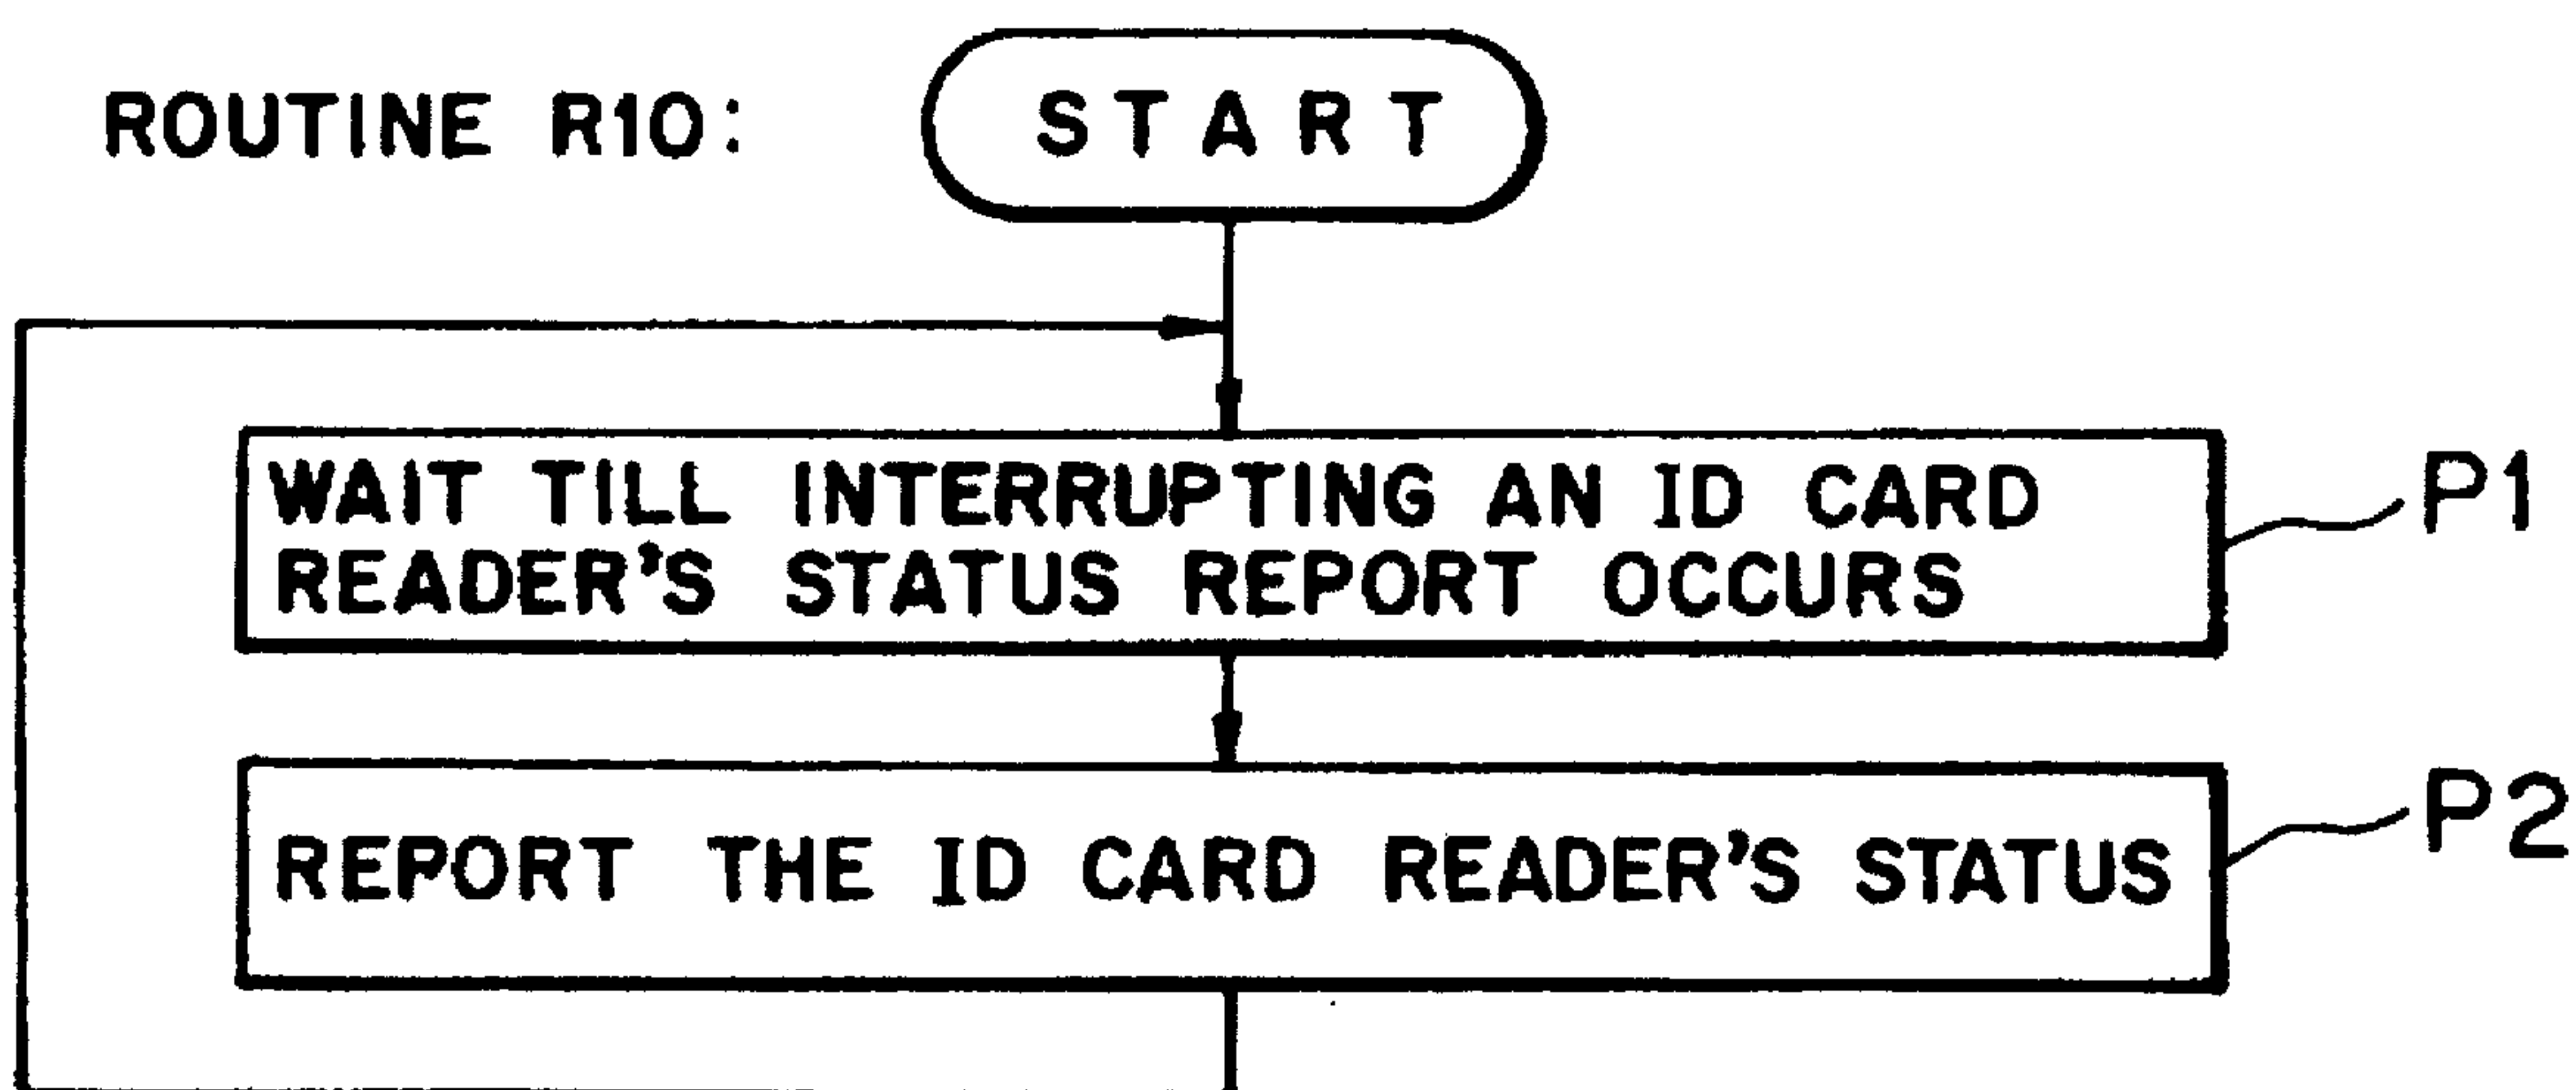 ROUTINE R10:
START
WAIT TILL INTERRUPTING AN ID CARD
READER'S STATUS REPORT OCCURS
P1
REPORT THE ID CARD READER'S STATUS
P2